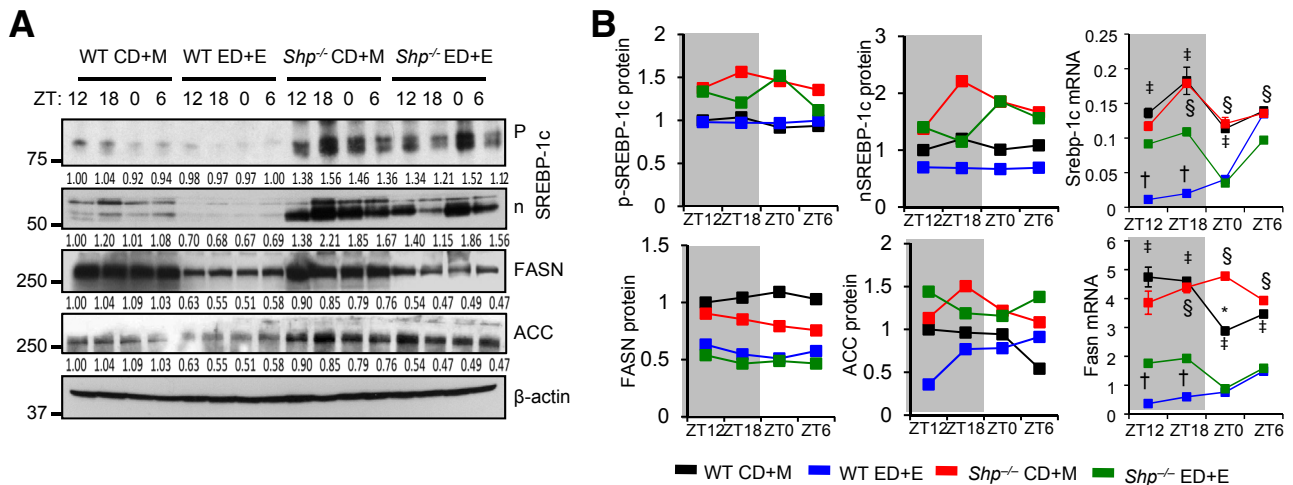 A
WT CD+M WT ED+E Shp–/– CD+M Shp–/– ED+E
ZT: 12 18 0 6 12 18 0 6 12 18 0 6 12 18 0 6
P
75
1.00 1.04 0.92 0.94 0.98 0.97 0.97 1.00 1.38 1.56 1.46 1.36 1.34 1.21 1.52 1.12
SREBP-1c
n
50
1.00 1.20 1.01 1.08 0.70 0.68 0.67 0.69 1.38 2.21 1.85 1.67 1.40 1.15 1.86 1.56
FASN
250
1.00 1.04 1.09 1.03 0.63 0.55 0.51 0.58 0.90 0.85 0.79 0.76 0.54 0.47 0.49 0.47
ACC
250
1.00 1.04 1.09 1.03 0.63 0.55 0.51 0.58 0.90 0.85 0.79 0.76 0.54 0.47 0.49 0.47
β-actin
37
B
p-SREBP-1c protein
2
1.5
1
0.5
0
ZT12 ZT18 ZT0 ZT6
nSREBP-1c protein
3
2
1
0
ZT12 ZT18 ZT0 ZT6
Srebp-1c mRNA
0.25
0.2
0.15
0.1
0.05
0
‡ ‡ § § ‡ § † †
ZT12 ZT18 ZT0 ZT6
FASN protein
1.5
1
0.5
0
ZT12 ZT18 ZT0 ZT6
ACC protein
2
1.5
1
0.5
0
ZT12 ZT18 ZT0 ZT6
Fasn mRNA
6
5
4
3
2
1
0
‡ ‡ § § § * ‡ † †
ZT12 ZT18 ZT0 ZT6
WT CD+M WT ED+E Shp–/– CD+M Shp–/– ED+E